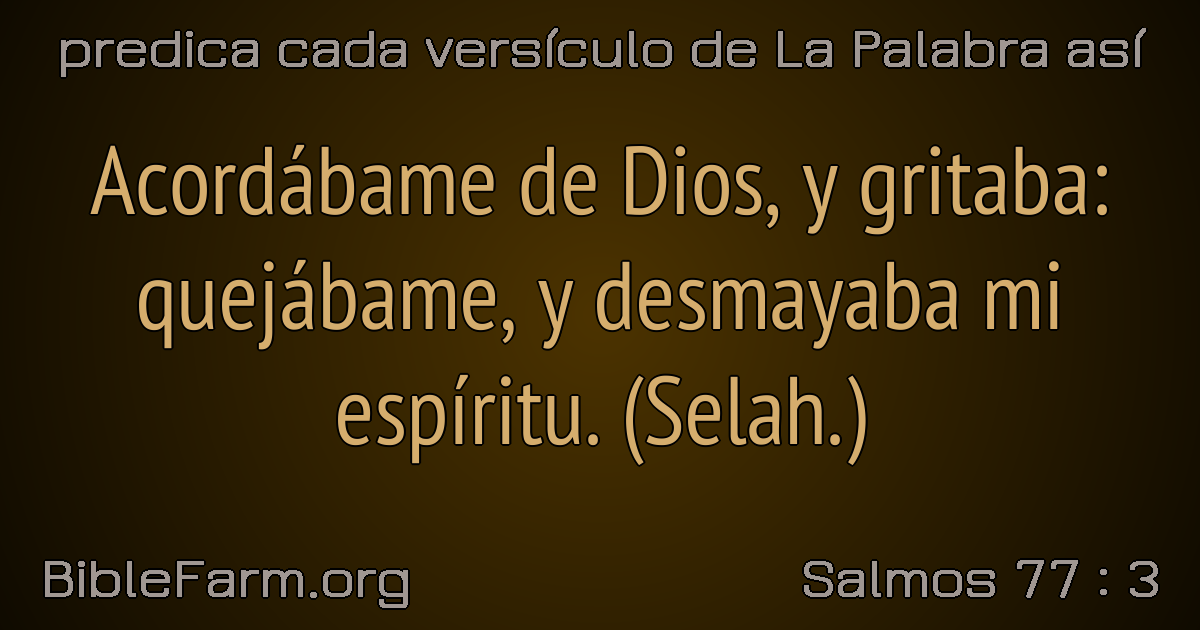 predica cada versículo de La Palabra así
Acordábame de Dios, y gritaba:
quejábame, y desmayaba mi
espíritu. (Selah.)
BibleFarm.org
Salmos 77 : 3